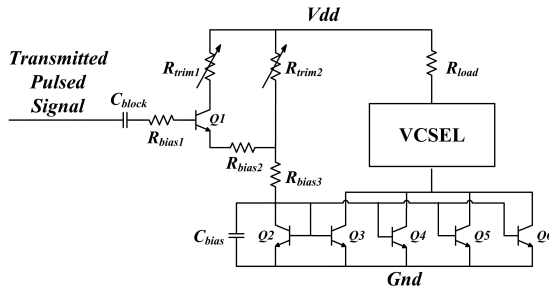 Vdd
Transmitted
Pulsed
Signal
Rtrim1
Rtrim2
Rload
Cblock
Q1
Rbias1
VCSEL
Rbias2
Rbias3
Cbias
Q2
Q3
Q4
Q5
Q6
Gnd